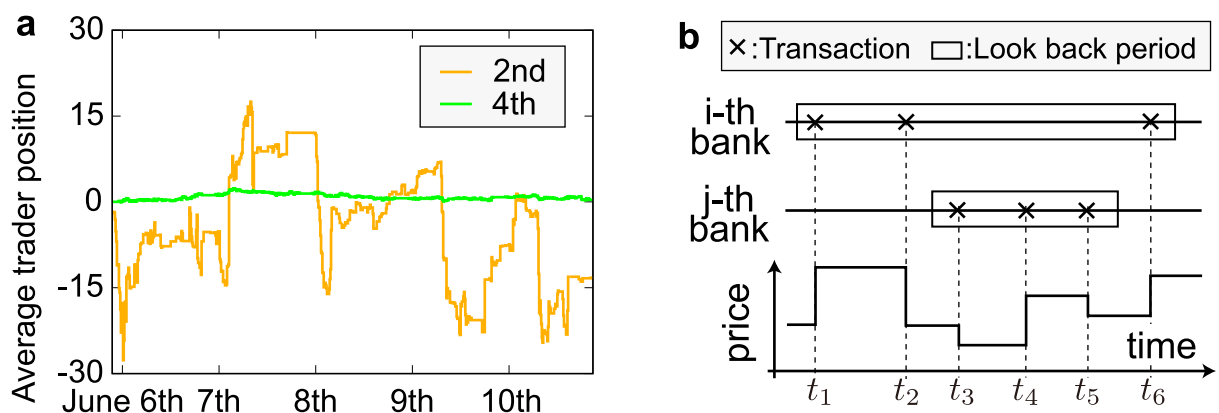 a
30
15
0
-15
-30
Average trader position
2nd
4th
June 6th 7th 8th 9th 10th
b
×:Transaction □:Look back period
i-th
bank
j-th
bank
price
time
t₁ t₂ t₃ t₄ t₅ t₆